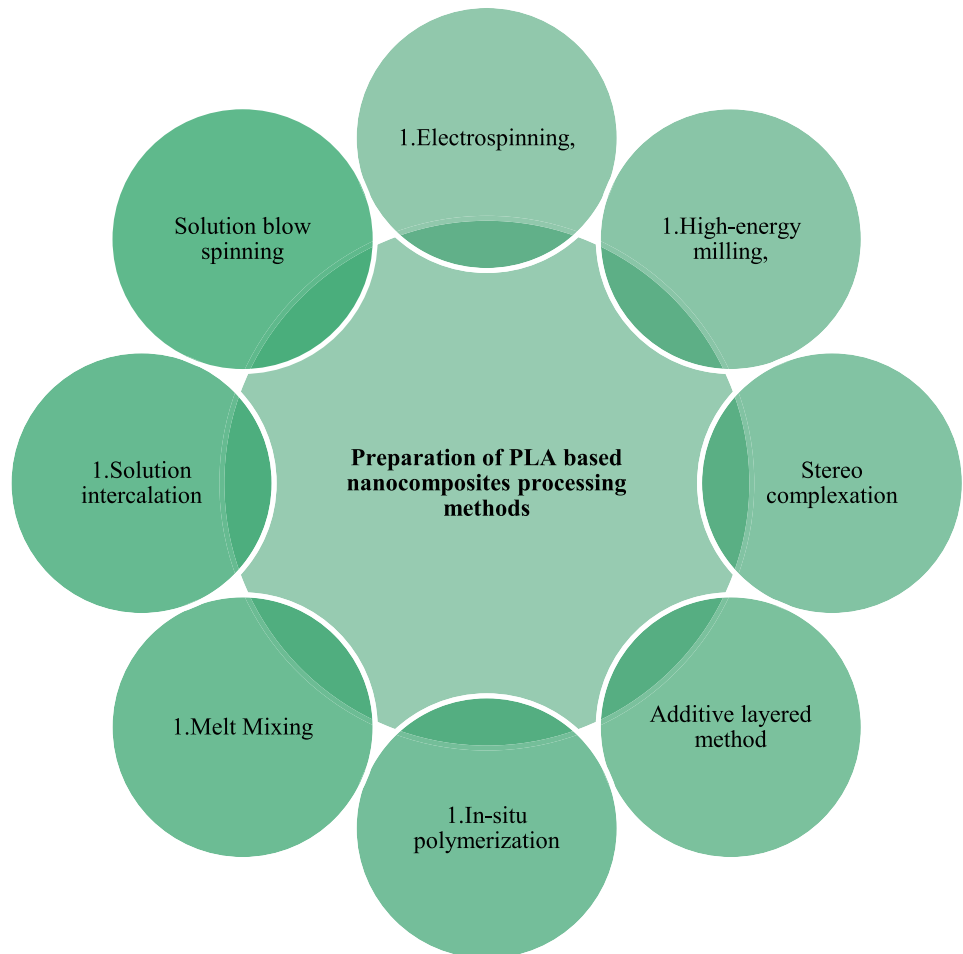 1.Electrospinning,
1.High-energy
milling,
Stereo
complexation
Additive layered
method
1.In-situ
polymerization
1.Melt Mixing
1.Solution
intercalation
Solution blow
spinning
Preparation of PLA based
nanocomposites processing
methods